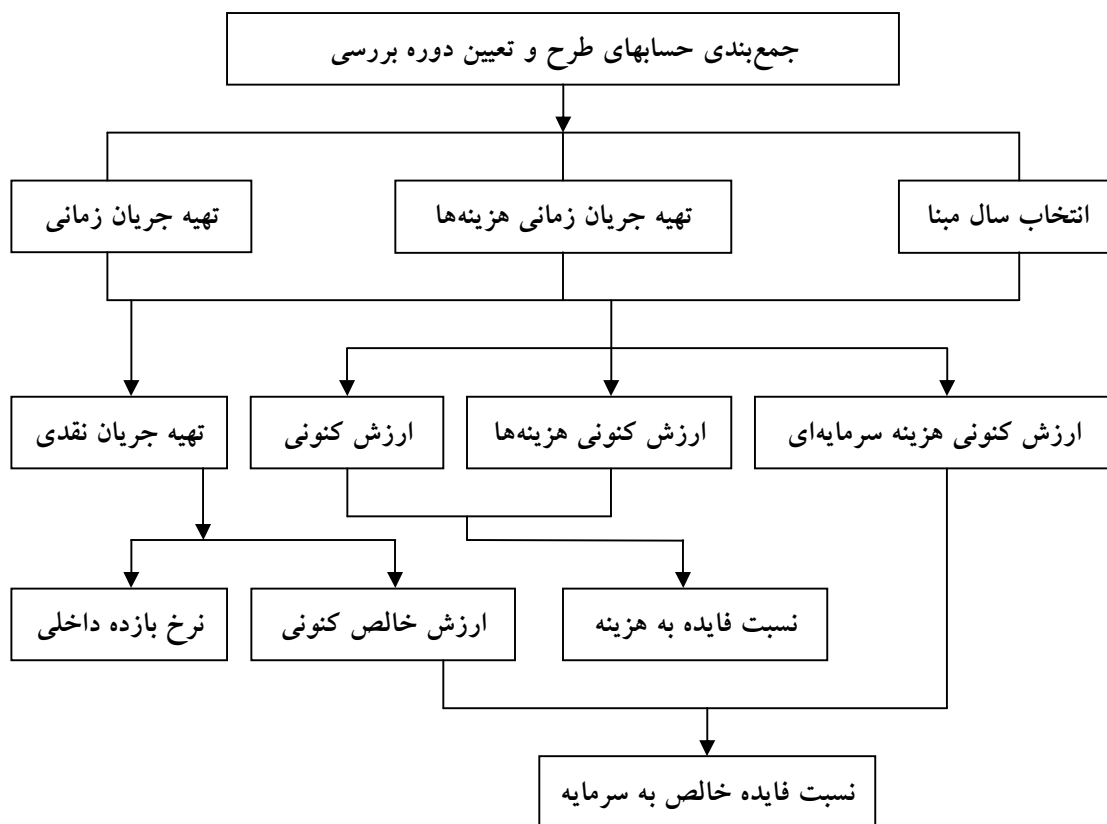 جمع‌بندی حسابهای طرح و تعیین دوره بررسی
انتخاب سال مبنا
تهیه جریان زمانی هزینه‌ها
تهیه جریان زمانی
ارزش کنونی هزینه سرمایه‌ای
ارزش کنونی هزینه‌ها
ارزش کنونی
تهیه جریان نقدی
نسبت فایده به هزینه
ارزش خالص کنونی
نرخ بازده داخلی
نسبت فایده خالص به سرمایه